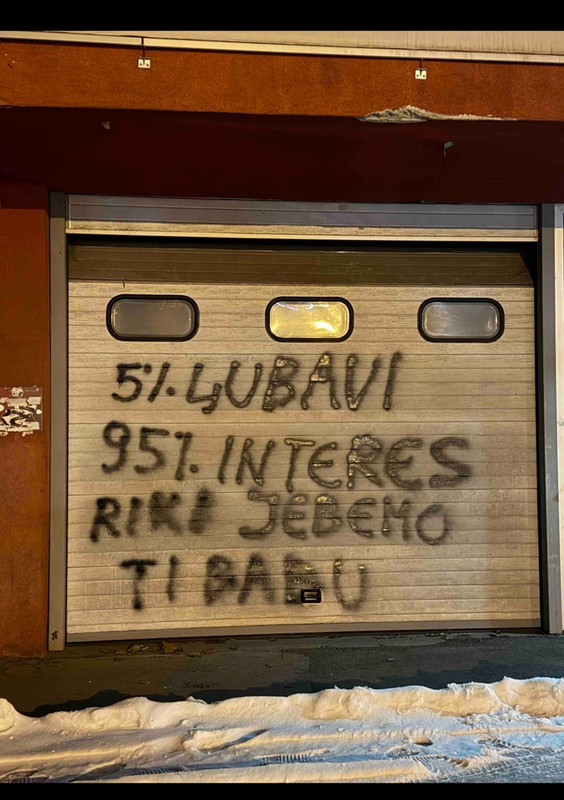 5% LJUBAVI
95% INTERES
RIKI JEBEMO
TI BABU